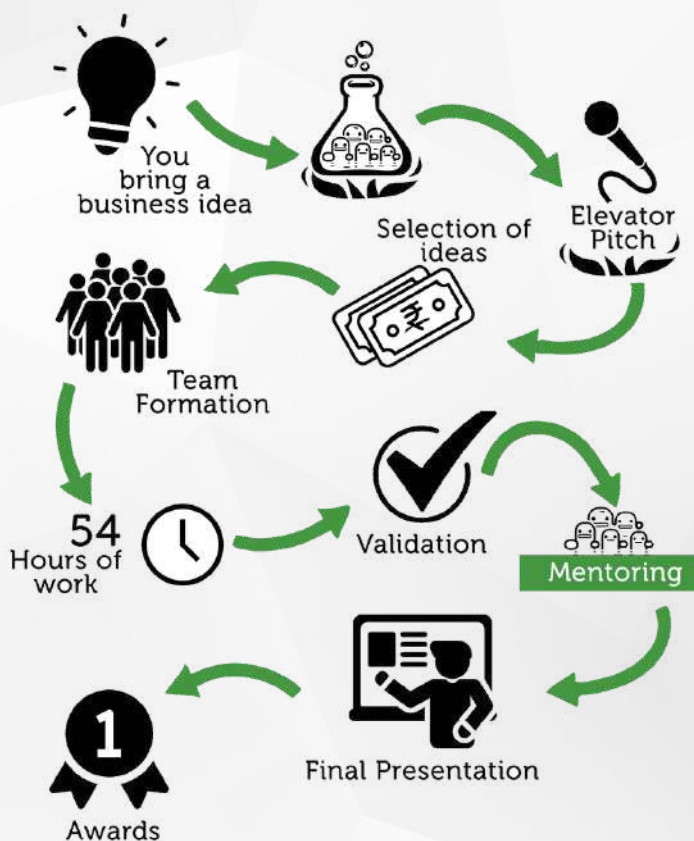 You
bring a
business idea
Elevator
Pitch
Selection of
ideas
₹
Team
Formation
54
Hours of
work
Validation
Mentoring
Final Presentation
1
Awards